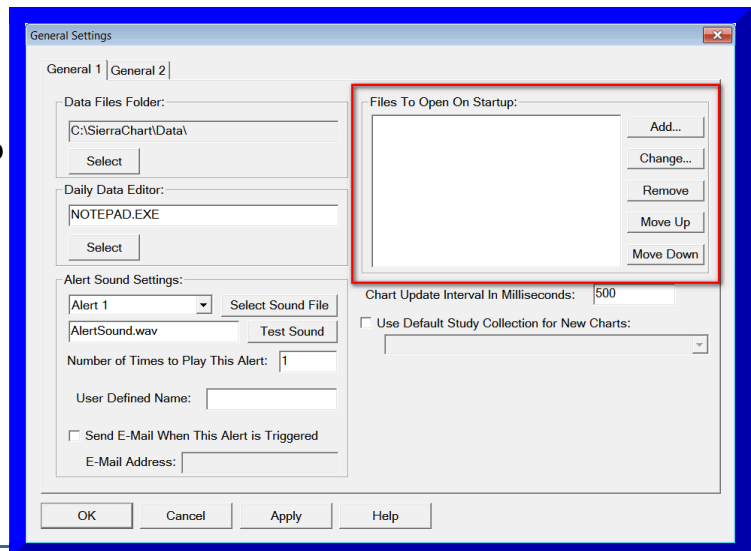 General Settings
General 1
General 2
Data Files Folder:
C:\SierraChart\Data\
Select
Daily Data Editor:
NOTEPAD.EXE
Select
Alert Sound Settings:
Alert 1
Select Sound File
AlertSound.wav
Test Sound
Number of Times to Play This Alert: 1
User Defined Name:
Send E-Mail When This Alert is Triggered
E-Mail Address:
Files To Open On Startup:
Add...
Change...
Remove
Move Up
Move Down
Chart Update Interval In Milliseconds: 500
Use Default Study Collection for New Charts:
OK
Cancel
Apply
Help